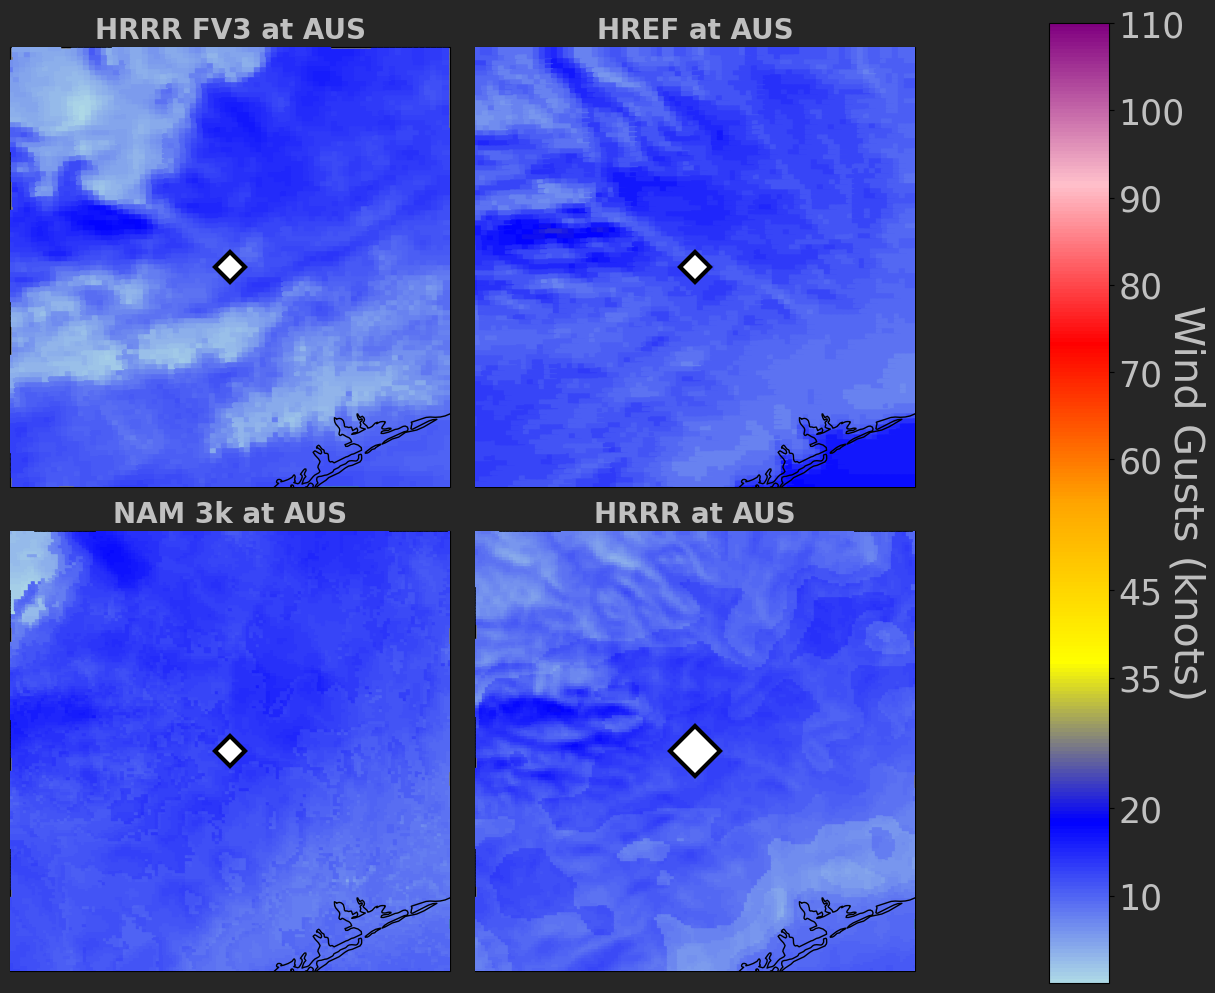 HRRR FV3 at AUS
HREF at AUS
NAM 3k at AUS
HRRR at AUS
110
100
90
80
70
60
45
35
20
10
Wind Gusts (knots)